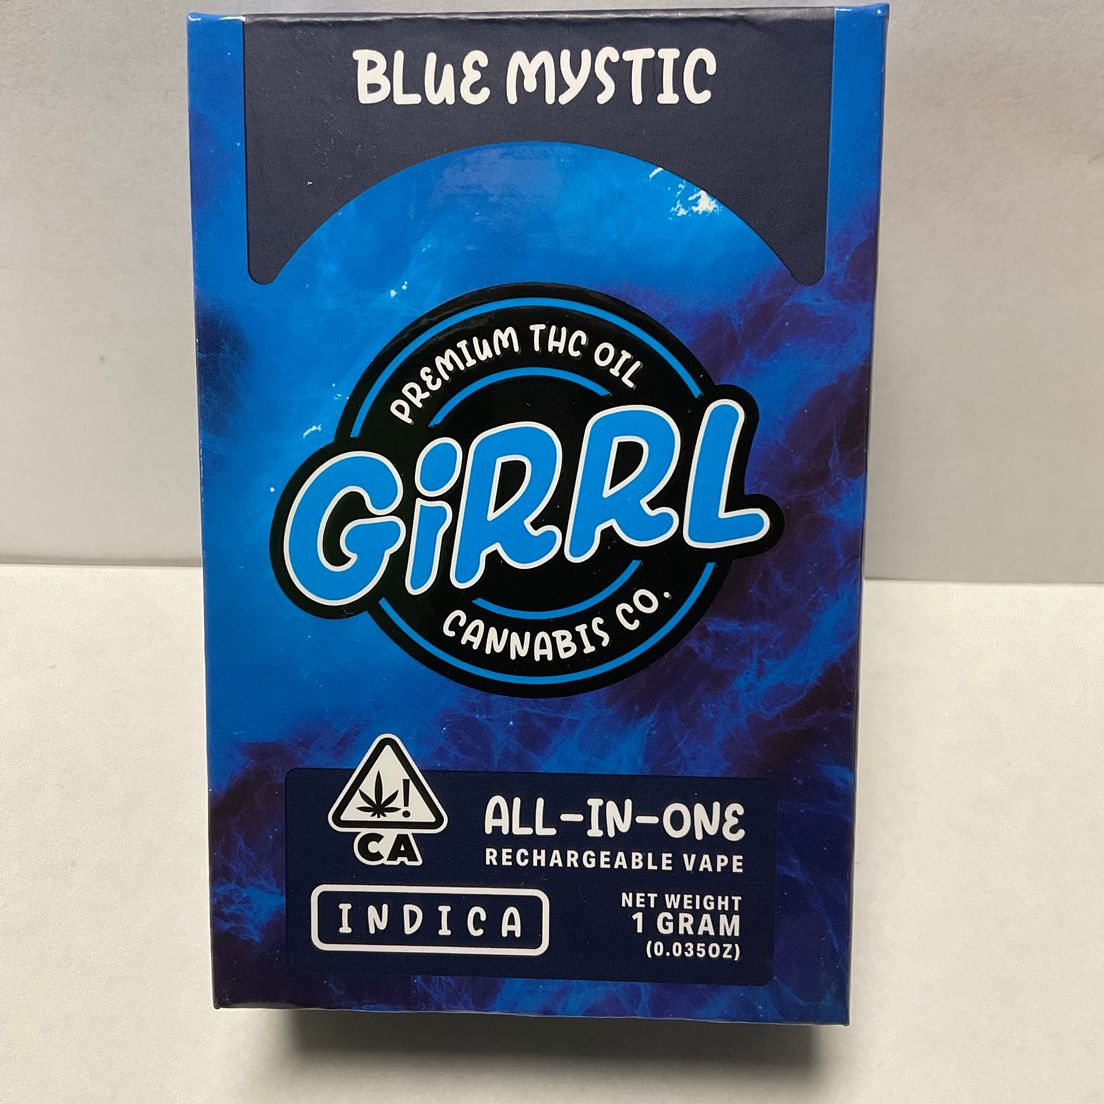 BLUE MYSTIC
PREMIUM THC OIL
GiRRL
CANNABIS CO.
!
CA
ALL-IN-ONE
RECHARGEABLE VAPE
INDICA
NET WEIGHT
1 GRAM
(0.035OZ)